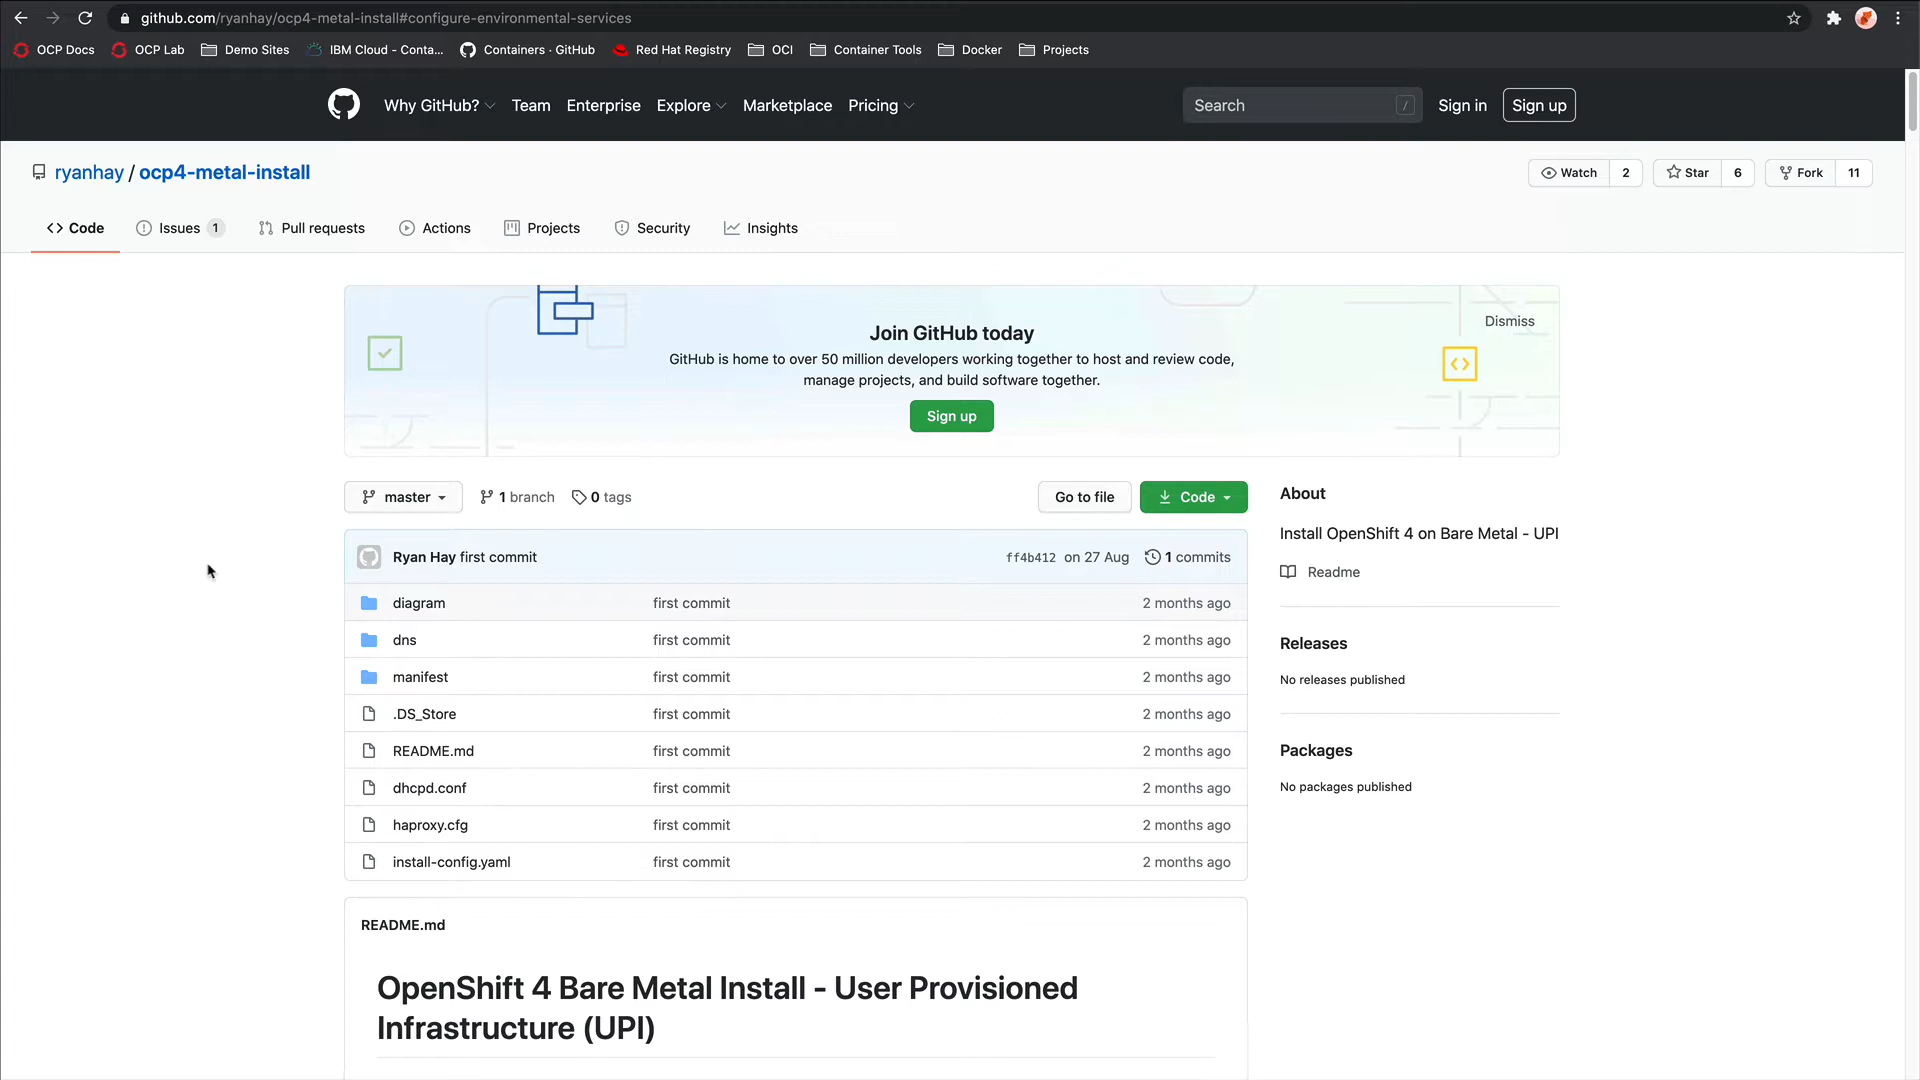 github.com/ryanhay/ocp4-metal-install#configure-environmental-services
OCP Docs OCP Lab Demo Sites IBM Cloud - Conta... Containers · GitHub Red Hat Registry OCI Container Tools Docker Projects
Why GitHub? Team Enterprise Explore Marketplace Pricing Search / Sign in Sign up
ryanhay / ocp4-metal-install Watch 2 Star 6 Fork 11
Code Issues 1 Pull requests Actions Projects Security Insights
Dismiss
Join GitHub today
GitHub is home to over 50 million developers working together to host and review code,
manage projects, and build software together.
Sign up
master 1 branch 0 tags Go to file Code
Ryan Hay first commit ff4b412 on 27 Aug 1 commits
diagram first commit 2 months ago
dns first commit 2 months ago
manifest first commit 2 months ago
.DS_Store first commit 2 months ago
README.md first commit 2 months ago
dhcpd.conf first commit 2 months ago
haproxy.cfg first commit 2 months ago
install-config.yaml first commit 2 months ago
About
Install OpenShift 4 on Bare Metal - UPI
Readme
Releases
No releases published
Packages
No packages published
README.md
OpenShift 4 Bare Metal Install - User Provisioned
Infrastructure (UPI)